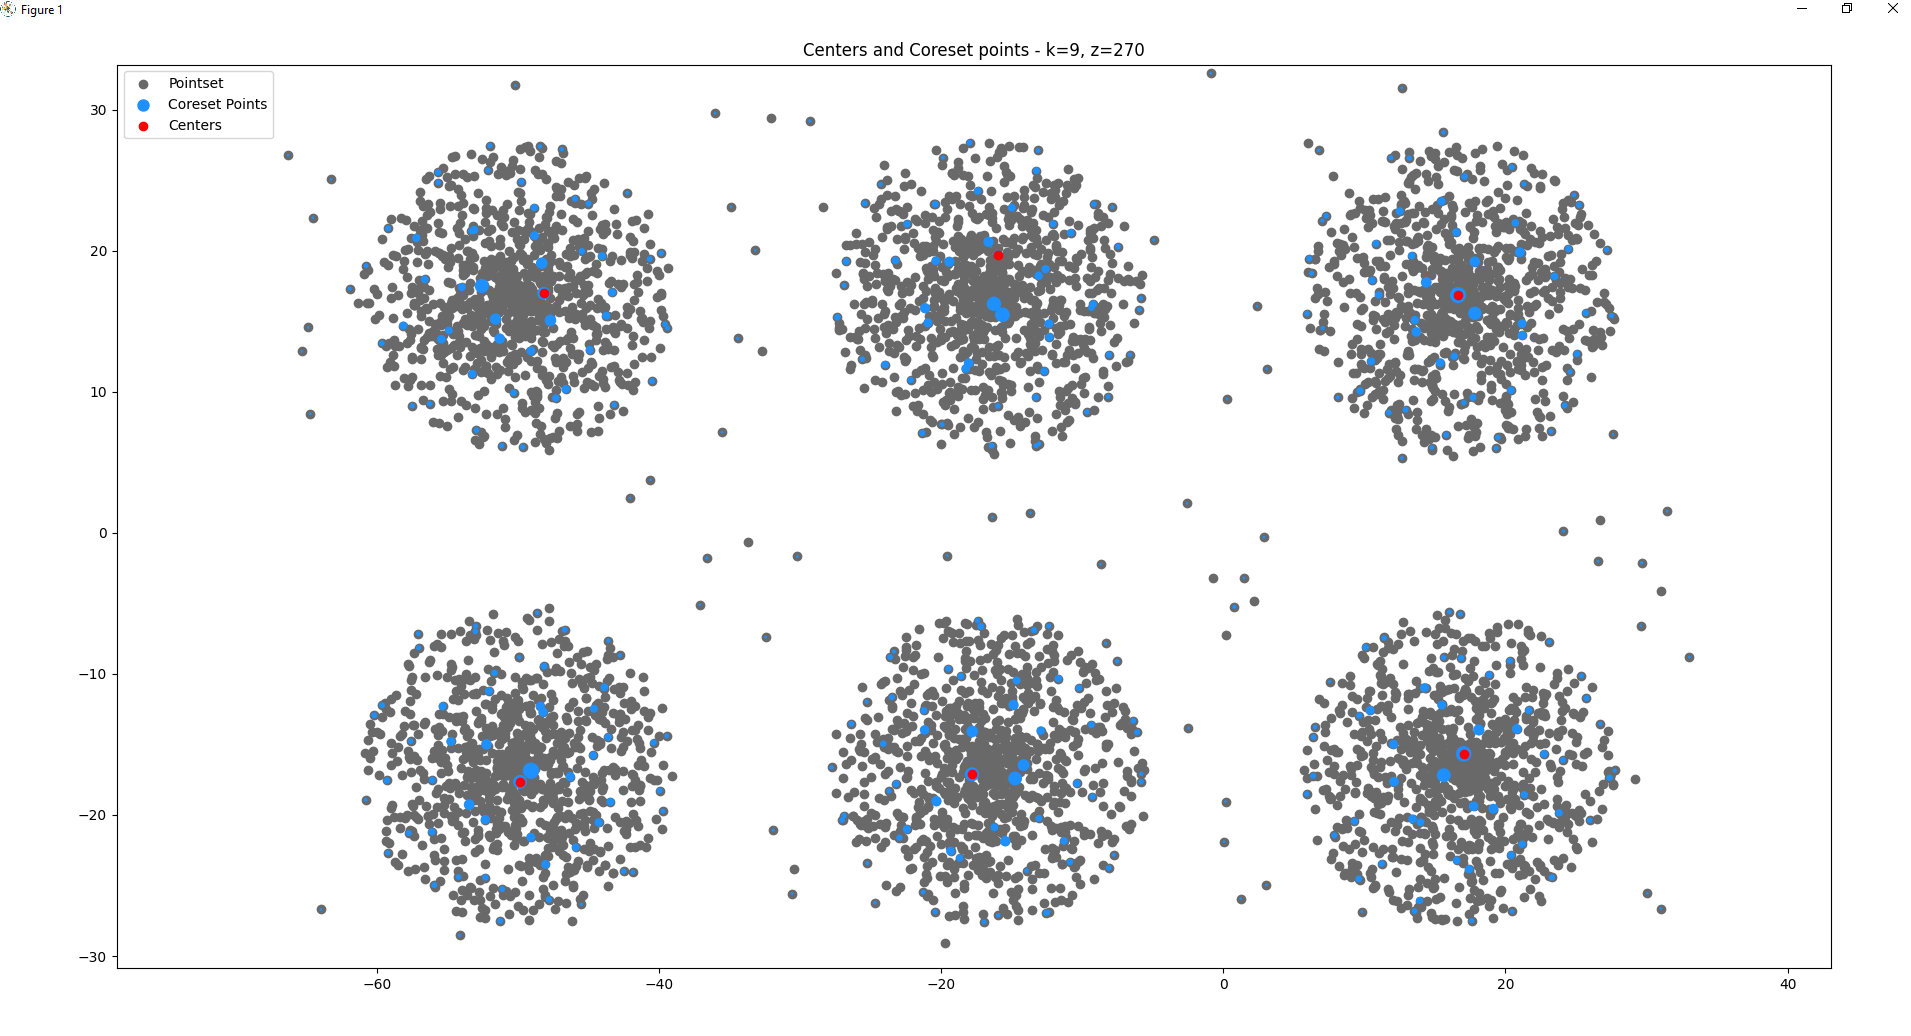 Figure 1
Centers and Coreset points - k=9, z=270
Pointset
Coreset Points
Centers
30
20
10
0
−10
−20
−30
−60
−40
−20
0
20
40